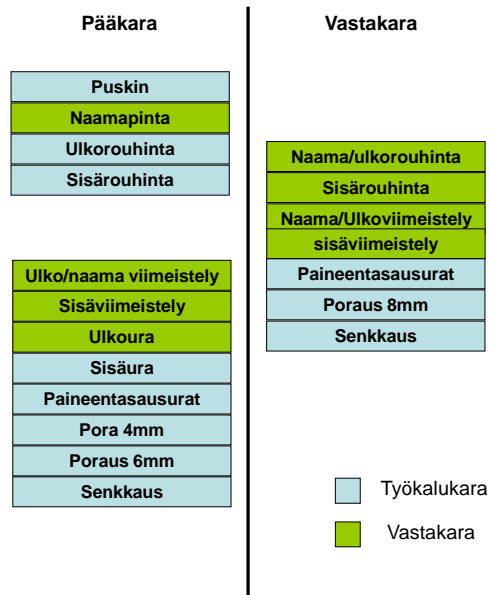 Pääkara
Puskin
Naamapinta
Ulkorouhinta
Sisärouhinta
Ulko/naama viimeistely
Sisäviimeistely
Ulkoura
Sisäura
Paineentasausurat
Pora 4mm
Poraus 6mm
Senkkaus
Vastakara
Naama/ulkorouhinta
Sisärouhinta
Naama/Ulkoviimeistely
sisäviimeistely
Paineentasausurat
Poraus 8mm
Senkkaus
Työkalukara
Vastakara